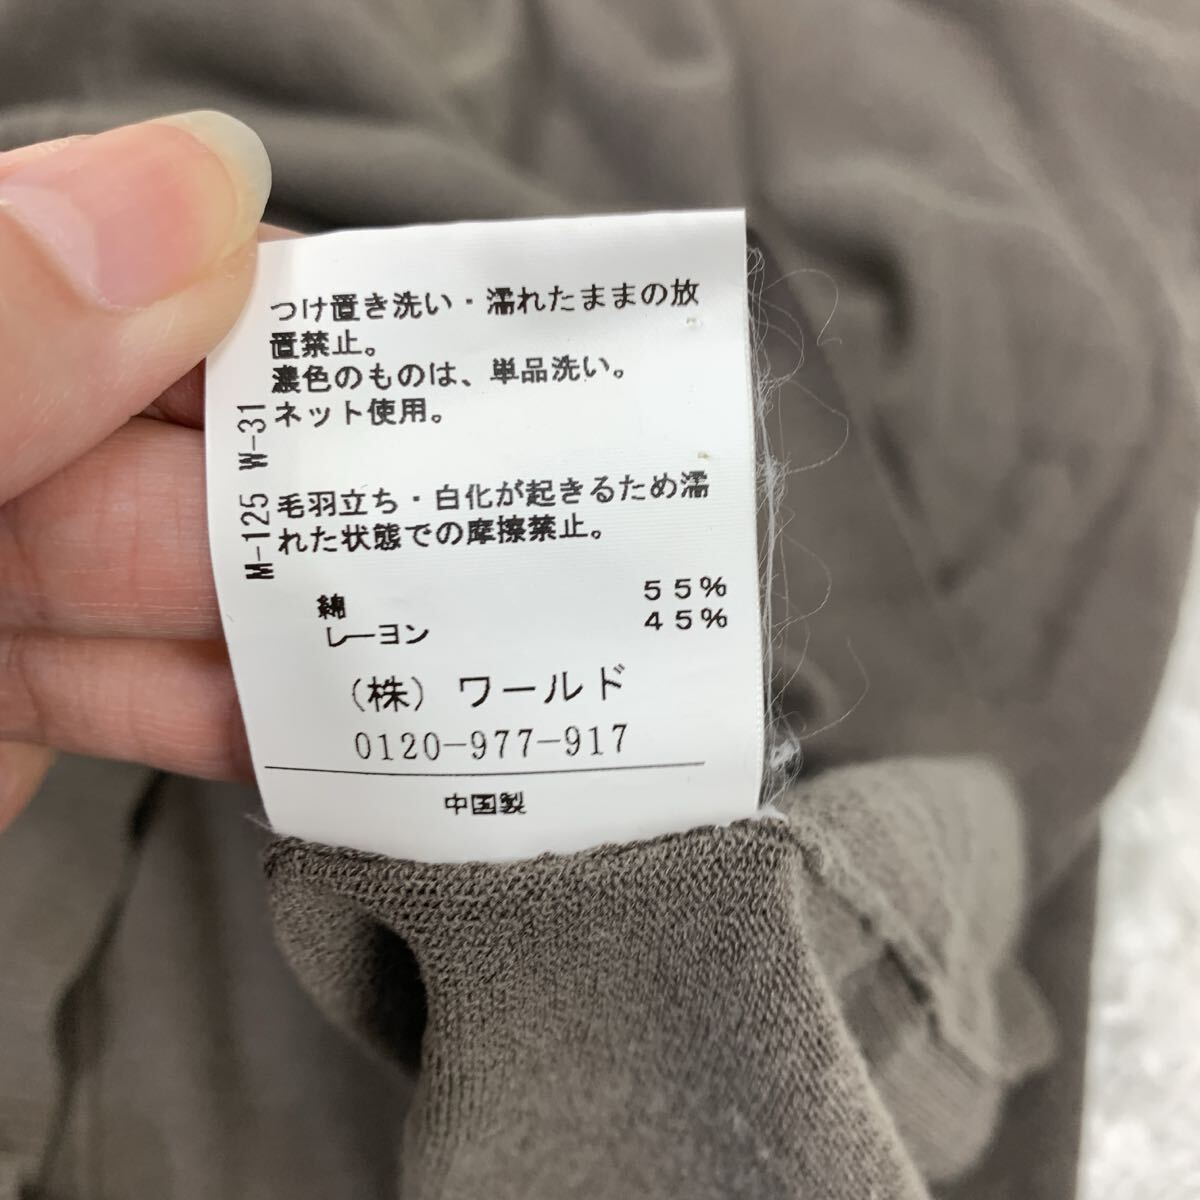 つけ置き洗い・濡れたままの放
置禁止。
濃色のものは、単品洗い。
ネット使用。
毛羽立ち・白化が起きるため濡
れた状態での摩擦禁止。
M-125 W-31
綿 55%
レーヨン 45%
(株) ワールド
0120-977-917
中国製